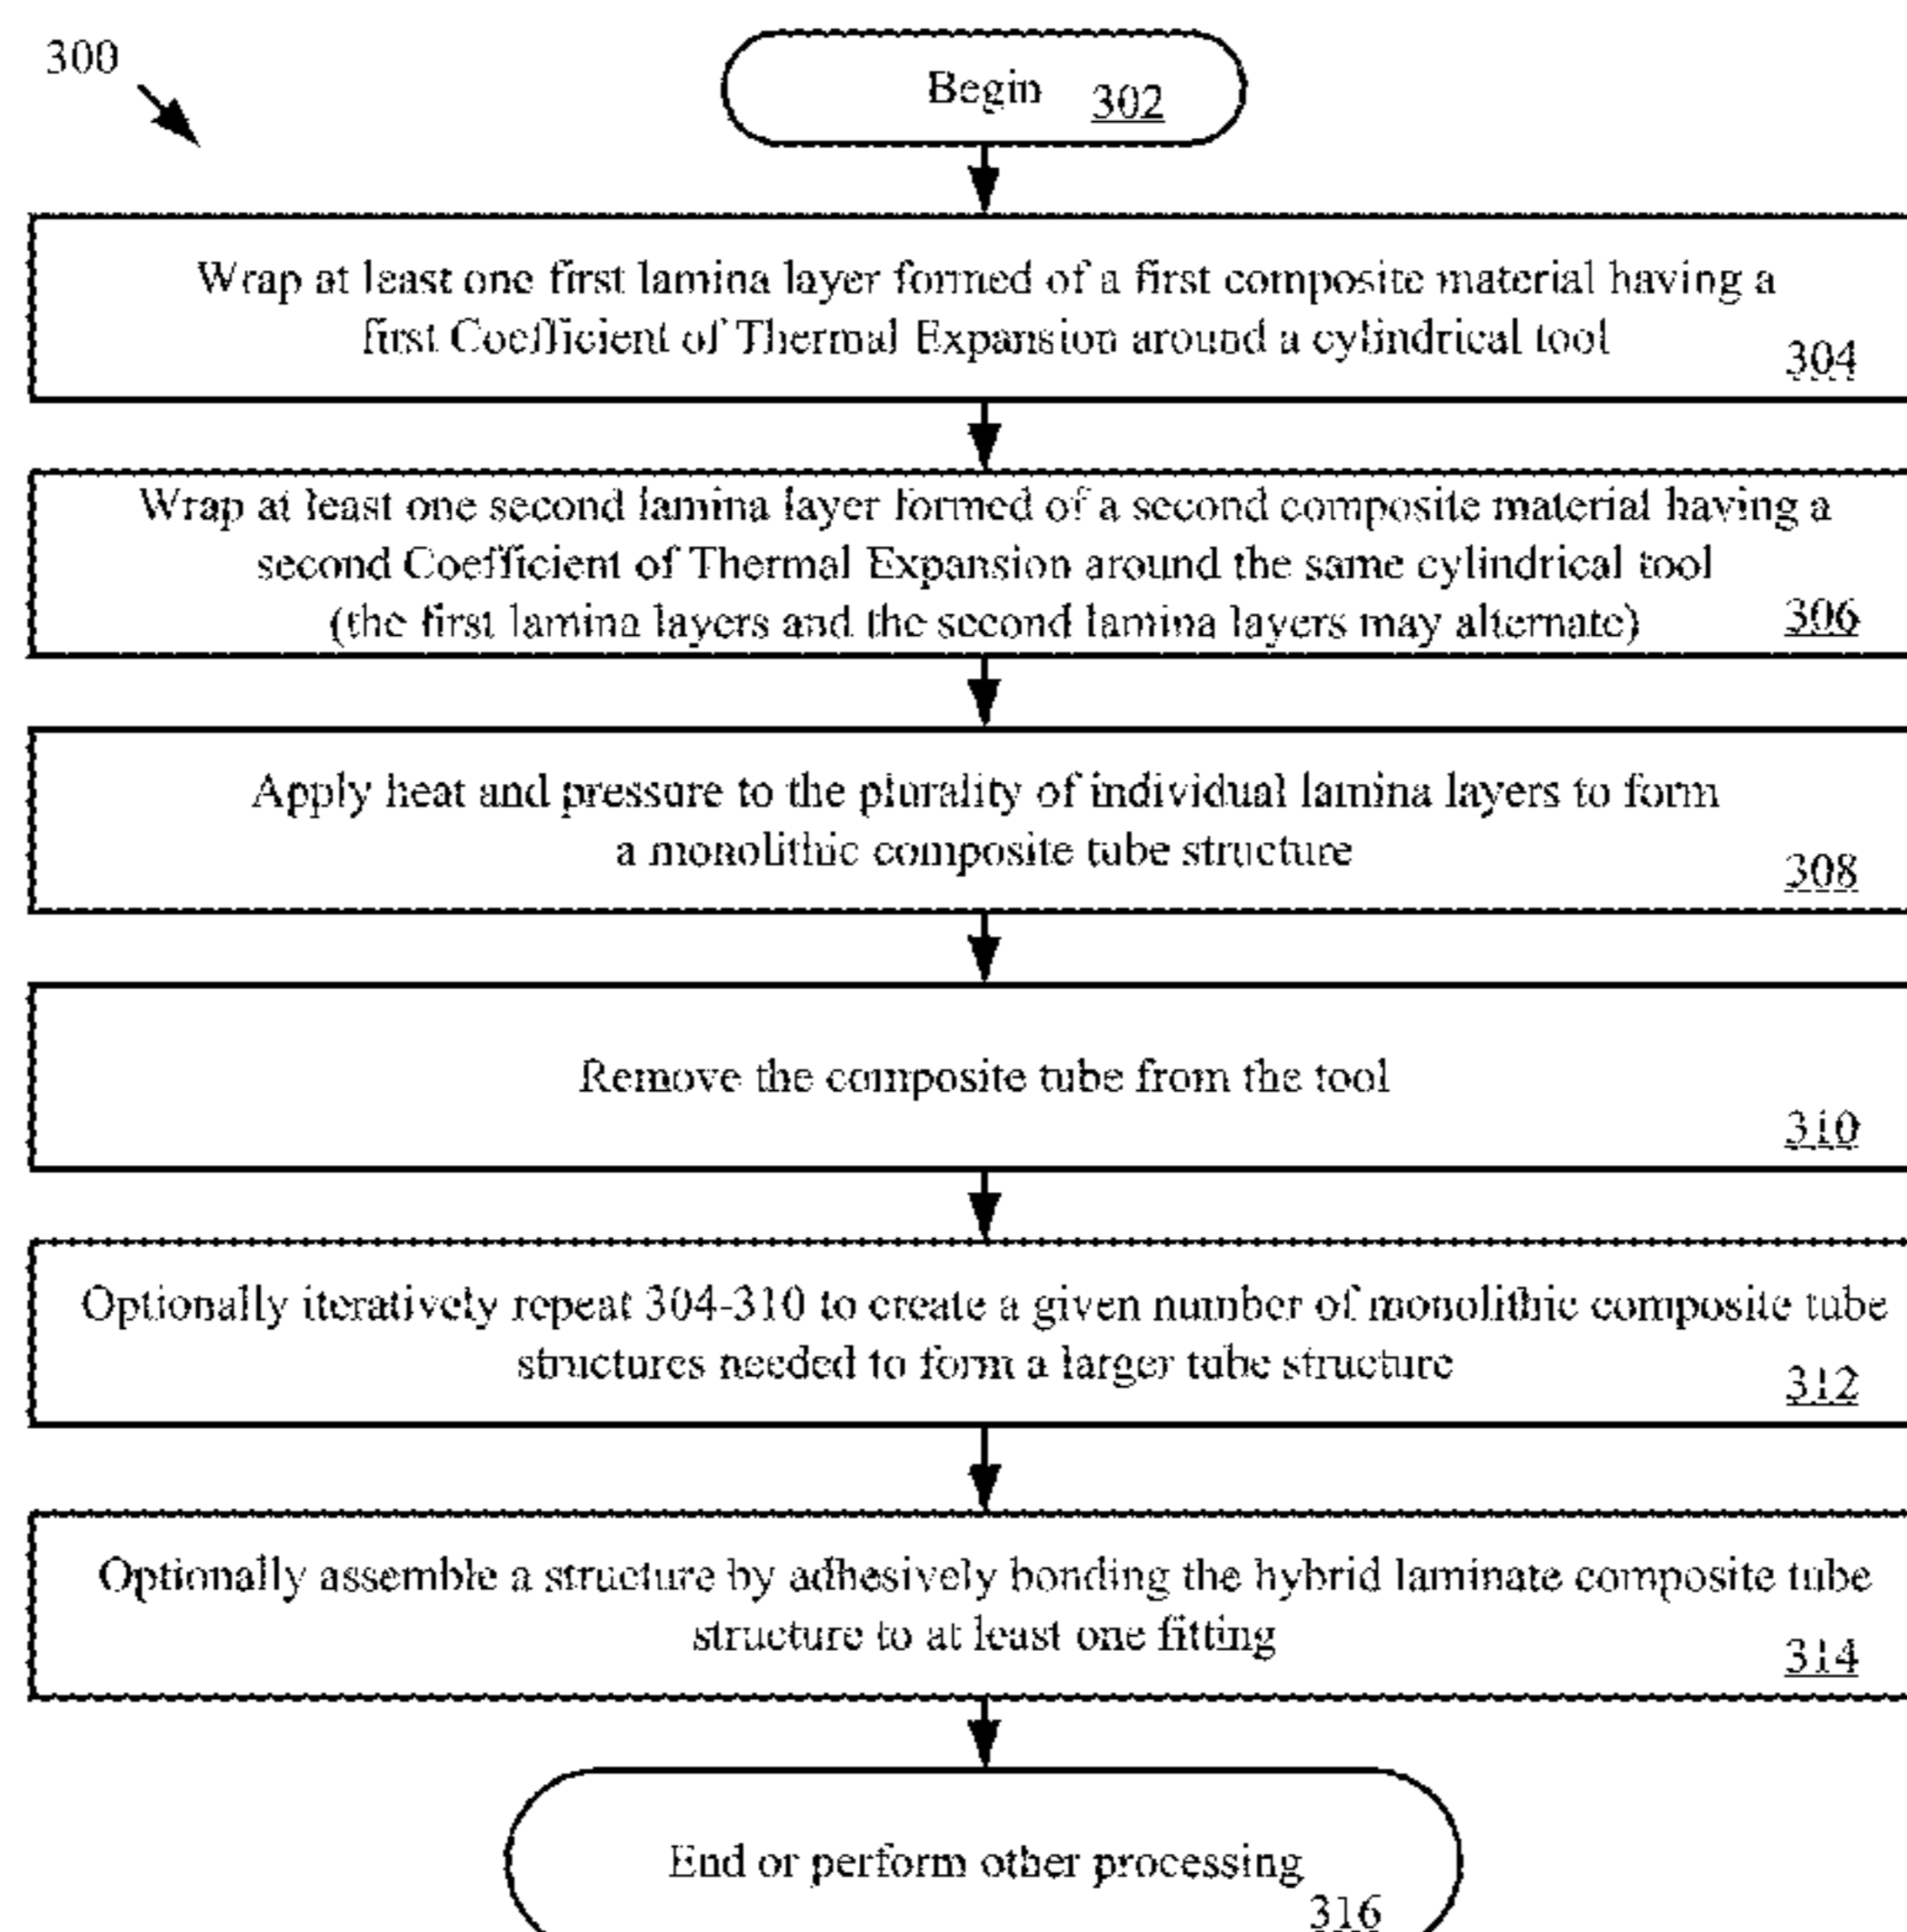 300
Begin 302
Wrap at least one first lamina layer formed of a first composite material having a
first Coefficient of Thermal Expansion around a cylindrical tool
304
Wrap at least one second lamina layer formed of a second composite material having a
second Coefficient of Thermal Expansion around the same cylindrical tool
(the first lamina layers and the second lamina layers may alternate) 306
Apply heat and pressure to the plurality of individual lamina layers to form
a monolithic composite tube structure
308
Remove the composite tube from the tool
310
Optionally iteratively repeat 304-310 to create a given number of monolithic composite tube
structures needed to form a larger tube structure
312
Optionally assemble a structure by adhesively bonding the hybrid laminate composite tube
structure to at least one fitting
314
End or perform other processing
316